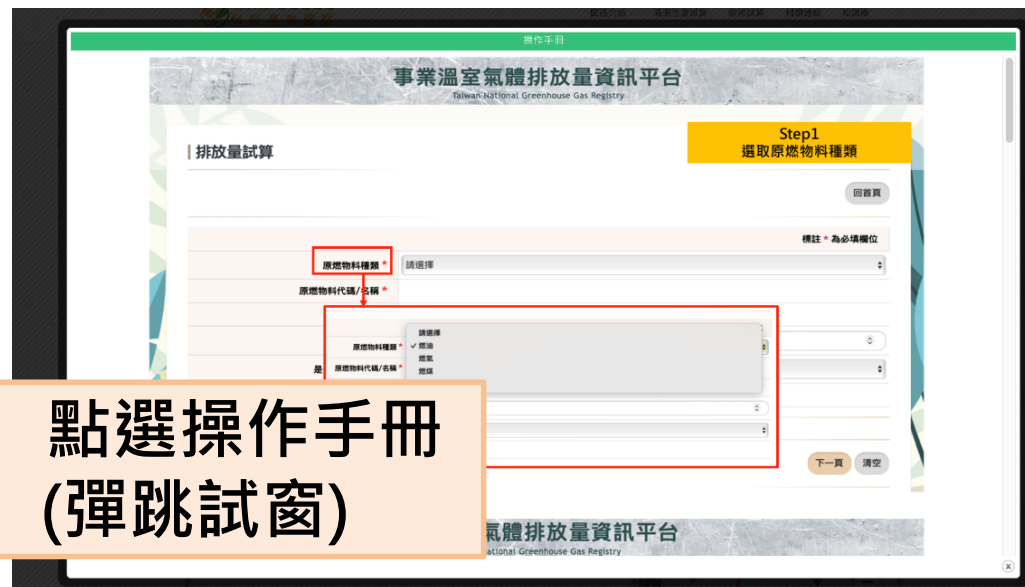 操作手冊
事業溫室氣體排放量資訊平台
Taiwan National Greenhouse Gas Registry
Step1
選取原燃物料種類
排放量試算
回首頁
標註 * 為必填欄位
原燃物料種類 *
請選擇
原燃物料代碼/名稱 *
請選擇
原燃物料種類 *
✓ 燃油
燃氣
是
原燃物料代碼/名稱 *
燃煤
點選操作手冊
(彈跳試窗)
下一頁
清空
氣體排放量資訊平台
ational Greenhouse Gas Registry